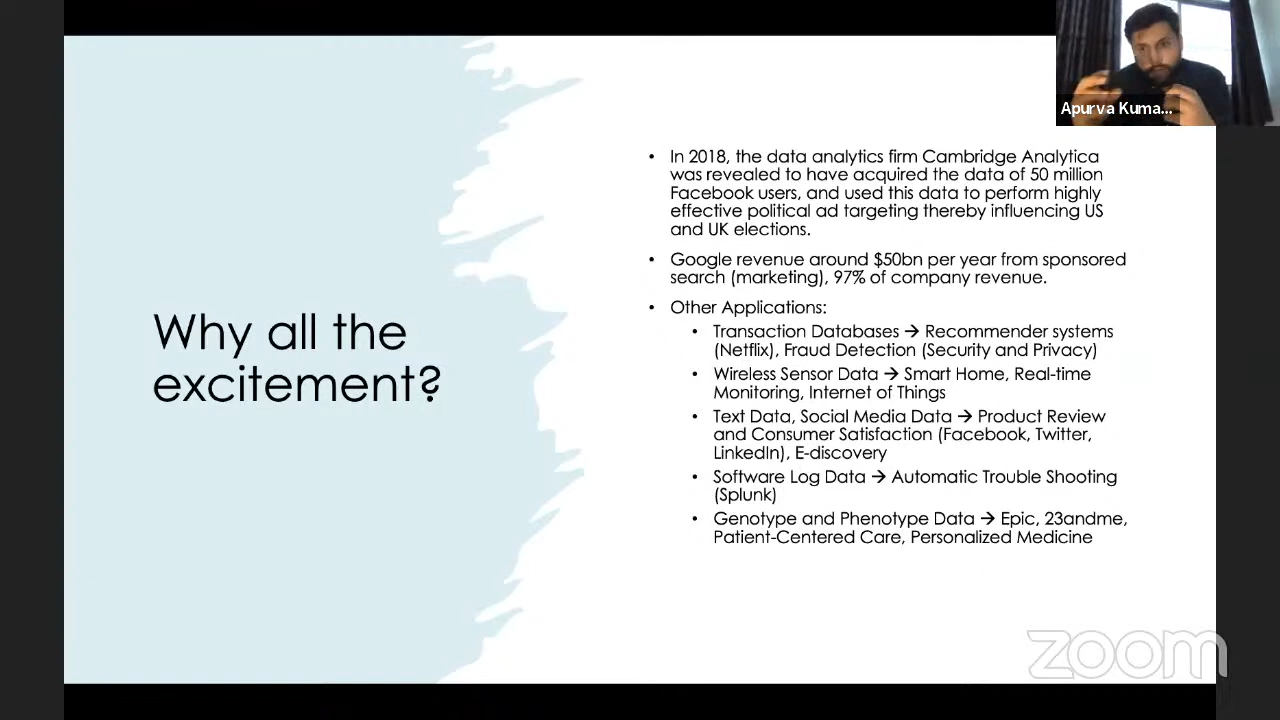 Apurva Kuma...
Why all the
excitement?
• In 2018, the data analytics firm Cambridge Analytica
was revealed to have acquired the data of 50 million
Facebook users, and used this data to perform highly
effective political ad targeting thereby influencing US
and UK elections.
• Google revenue around $50bn per year from sponsored
search (marketing), 97% of company revenue.
• Other Applications:
• Transaction Databases → Recommender systems
(Netflix), Fraud Detection (Security and Privacy)
• Wireless Sensor Data → Smart Home, Real-time
Monitoring, Internet of Things
• Text Data, Social Media Data → Product Review
and Consumer Satisfaction (Facebook, Twitter,
LinkedIn), E-discovery
• Software Log Data → Automatic Trouble Shooting
(Splunk)
• Genotype and Phenotype Data → Epic, 23andme,
Patient-Centered Care, Personalized Medicine
zoom